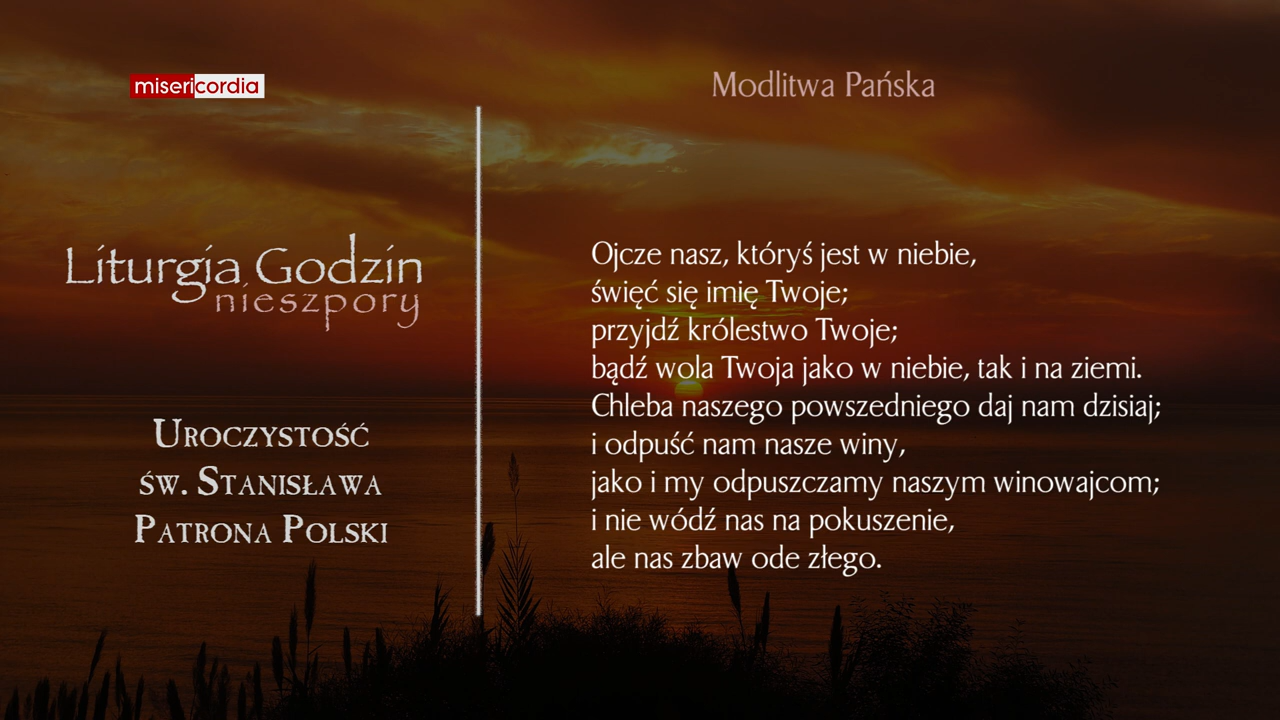 misericordia
Liturgia Godzin
nieszpory
Uroczystość
św. Stanisława
Patrona Polski
Modlitwa Pańska
Ojcze nasz, któryś jest w niebie,
święć się imię Twoje;
przyjdź królestwo Twoje;
bądź wola Twoja jako w niebie, tak i na ziemi.
Chleba naszego powszedniego daj nam dzisiaj;
i odpuść nam nasze winy,
jako i my odpuszczamy naszym winowajcom;
i nie wódź nas na pokuszenie,
ale nas zbaw ode złego.